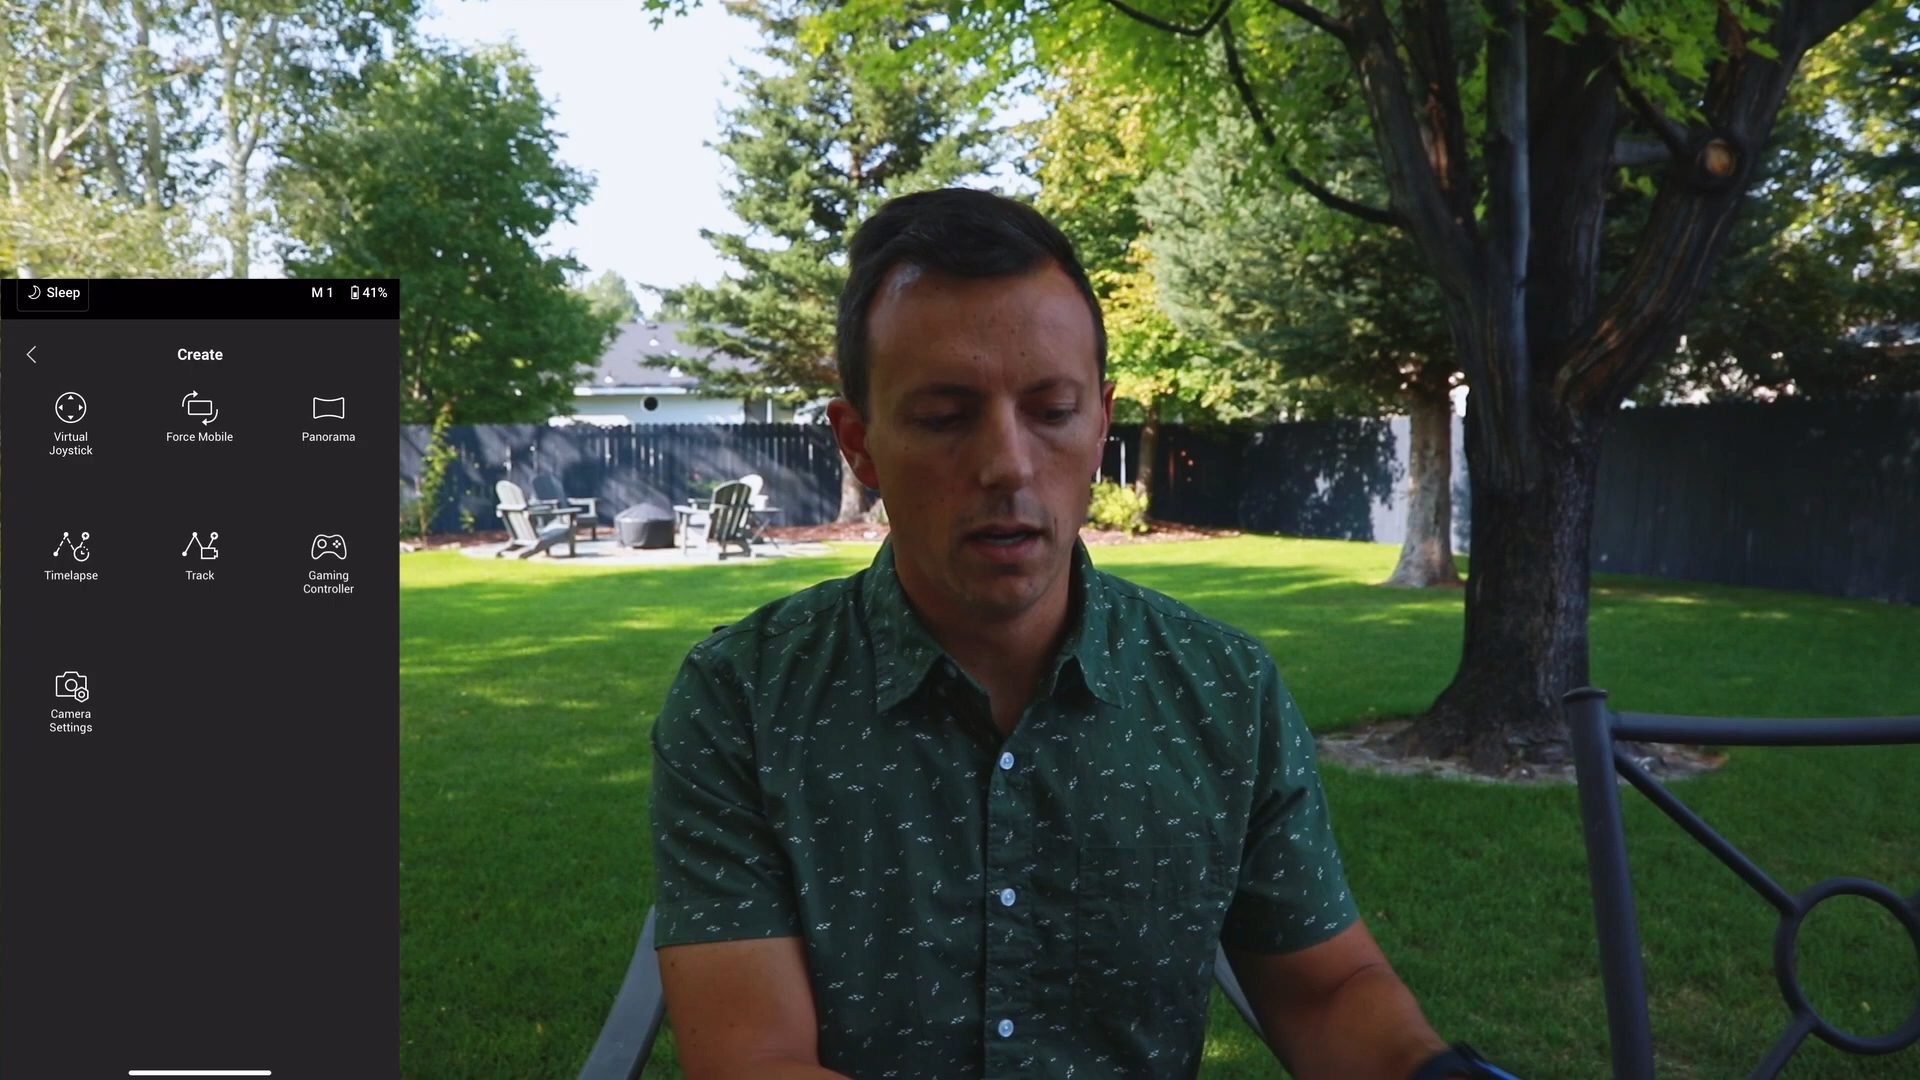 Sleep
M 1
41%
Create
Virtual
Joystick
Force Mobile
Panorama
Timelapse
Track
Gaming
Controller
Camera
Settings